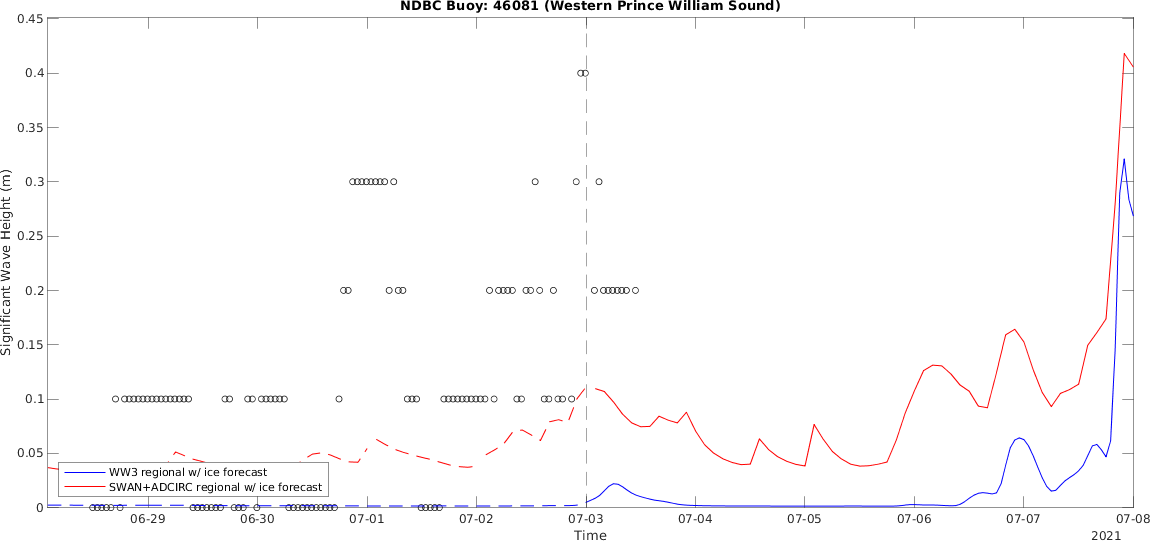 NDBC Buoy: 46081 (Western Prince William Sound)
Significant Wave Height (m)
0.45
0.4
0.35
0.3
0.25
0.2
0.15
0.1
0.05
0
WW3 regional w/ ice forecast
SWAN+ADCIRC regional w/ ice forecast
06-29 06-30 07-01 07-02 07-03 07-04 07-05 07-06 07-07 07-08
Time
2021